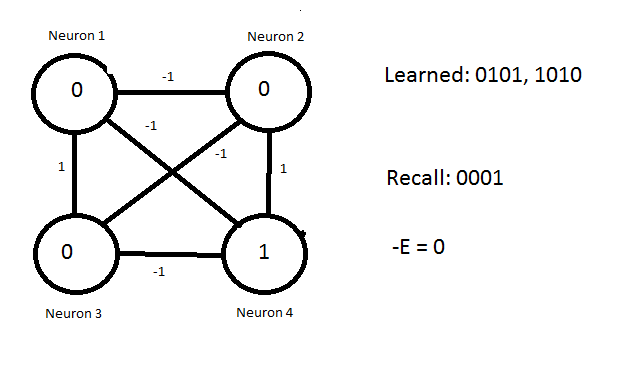 Neuron 1
Neuron 2
-1
0
0
Learned: 0101, 1010
-1
-1
1
1
Recall: 0001
0
1
-E = 0
-1
Neuron 3
Neuron 4